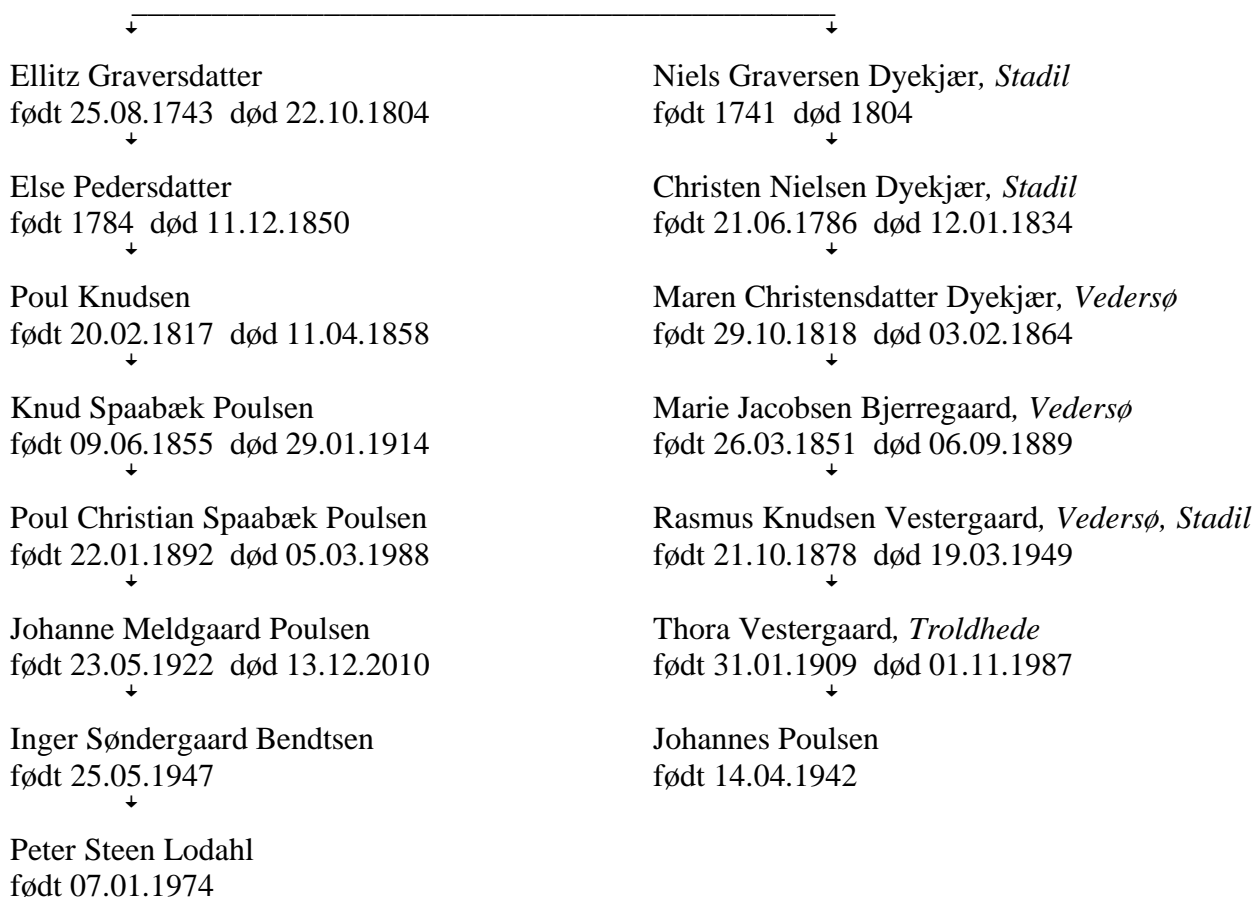 Ellitz Graversdatter
født 25.08.1743 død 22.10.1804
Else Pedersdatter
født 1784 død 11.12.1850
Poul Knudsen
født 20.02.1817 død 11.04.1858
Knud Spaabæk Poulsen
født 09.06.1855 død 29.01.1914
Poul Christian Spaabæk Poulsen
født 22.01.1892 død 05.03.1988
Johanne Meldgaard Poulsen
født 23.05.1922 død 13.12.2010
Inger Søndergaard Bendtsen
født 25.05.1947
Peter Steen Lodahl
født 07.01.1974
Niels Graversen Dyekjær, Stadil
født 1741 død 1804
Christen Nielsen Dyekjær, Stadil
født 21.06.1786 død 12.01.1834
Maren Christensdatter Dyekjær, Vedersø
født 29.10.1818 død 03.02.1864
Marie Jacobsen Bjerregaard, Vedersø
født 26.03.1851 død 06.09.1889
Rasmus Knudsen Vestergaard, Vedersø, Stadil
født 21.10.1878 død 19.03.1949
Thora Vestergaard, Troldhede
født 31.01.1909 død 01.11.1987
Johannes Poulsen
født 14.04.1942